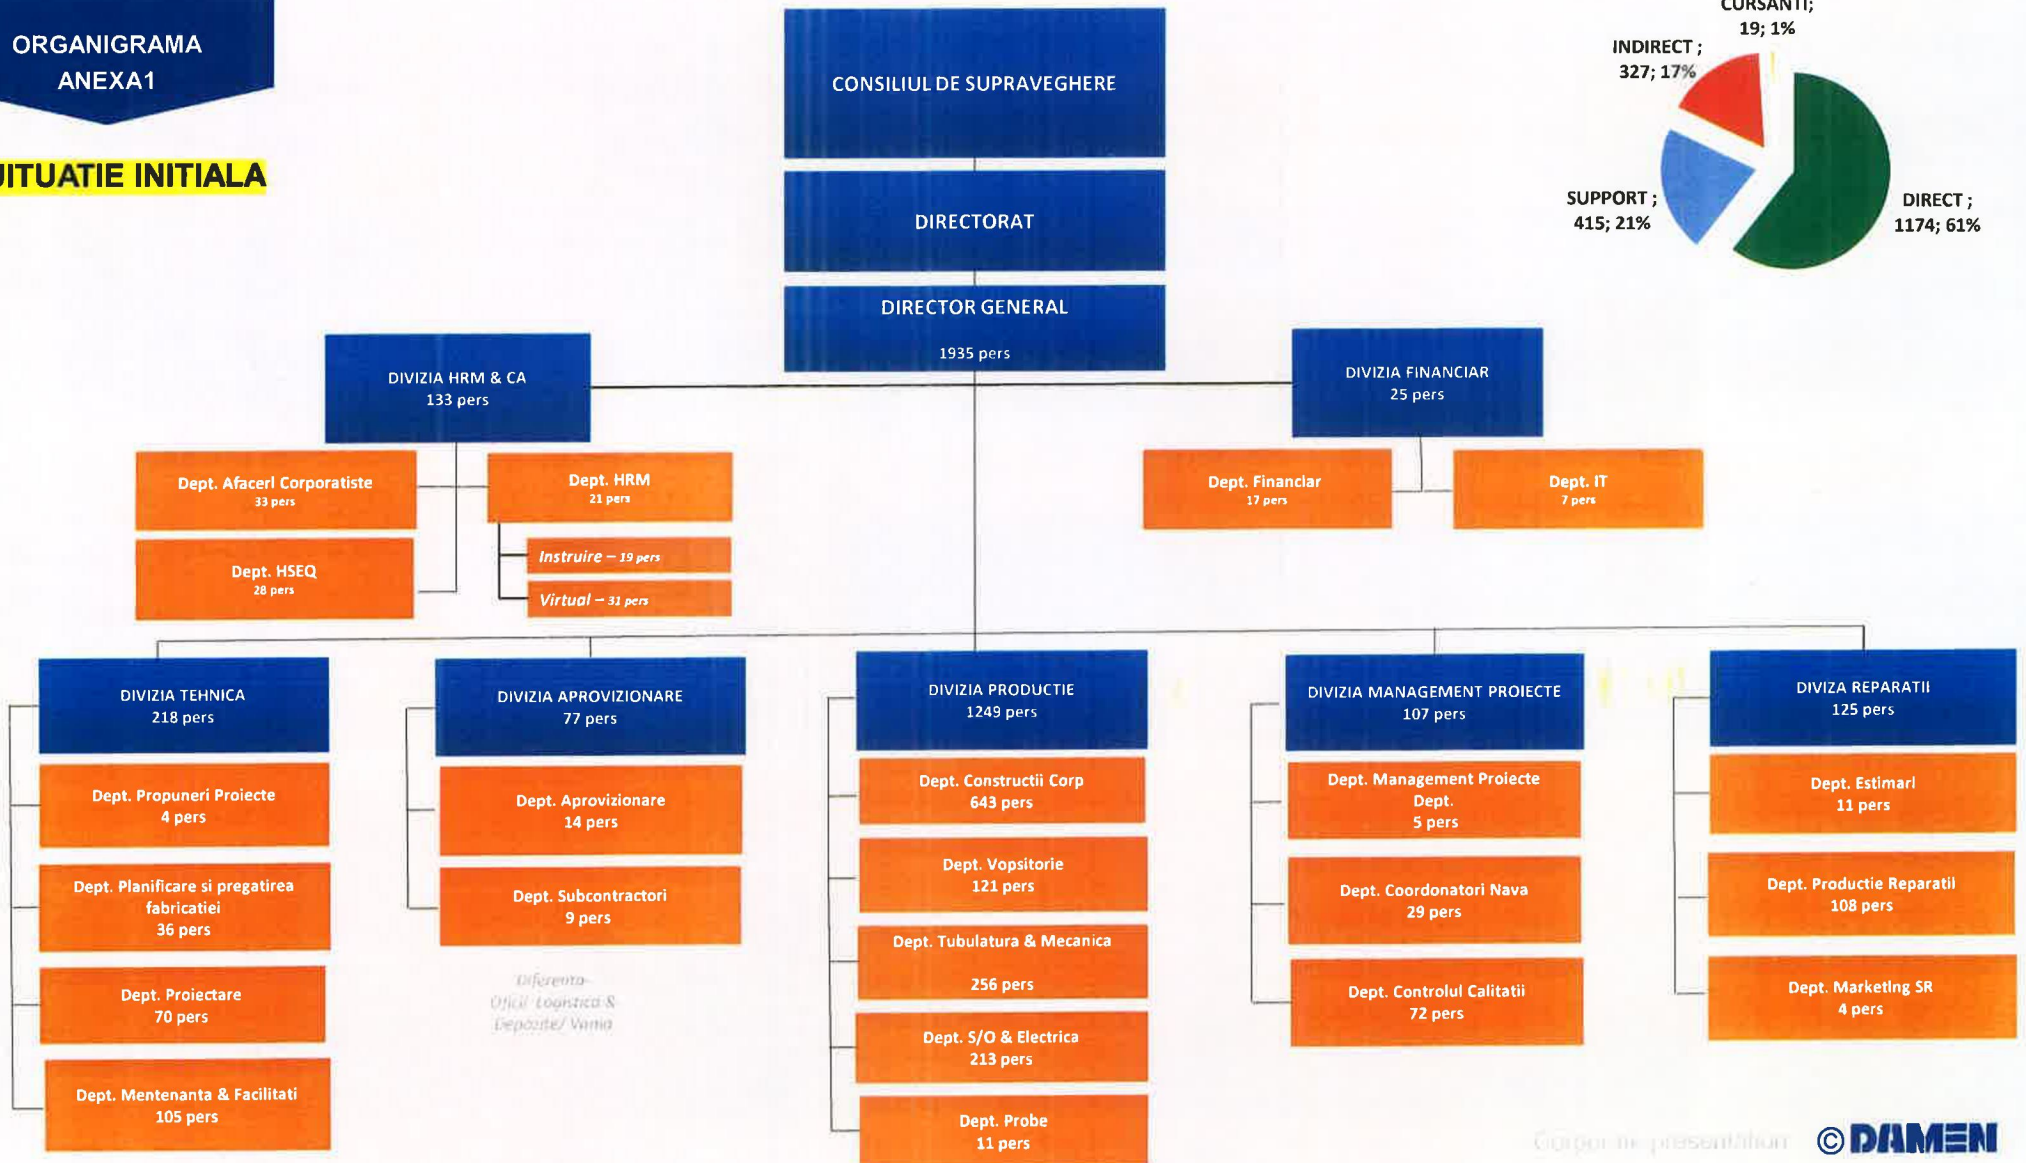 ORGANIGRAMA
ANEXA1
SITUATIE INITIALA
CONSILIUL DE SUPRAVEGHERE
DIRECTORAT
DIRECTOR GENERAL
1935 pers
CURSANTI;
19; 1%
INDIRECT ;
327; 17%
SUPPORT ;
415; 21%
DIRECT ;
1174; 61%
DIVIZIA HRM & CA
133 pers
DIVIZIA FINANCIAR
25 pers
Dept. Afaceri Corporatiste
33 pers
Dept. HRM
21 pers
Instruire – 19 pers
Virtual – 31 pers
Dept. HSEQ
28 pers
Dept. Financiar
17 pers
Dept. IT
7 pers
DIVIZIA TEHNICA
218 pers
Dept. Propuneri Proiecte
4 pers
Dept. Planificare si pregatirea
fabricatiei
36 pers
Dept. Proiectare
70 pers
Dept. Mentenanta & Facilitati
105 pers
DIVIZIA APROVIZIONARE
77 pers
Dept. Aprovizionare
14 pers
Dept. Subcontractori
9 pers
Diferenta-
Oficii Logistica &
Depozite/ Vama
DIVIZIA PRODUCTIE
1249 pers
Dept. Constructii Corp
643 pers
Dept. Vopsitorie
121 pers
Dept. Tubulatura & Mecanica
256 pers
Dept. S/O & Electrica
213 pers
Dept. Probe
11 pers
DIVIZIA MANAGEMENT PROIECTE
107 pers
Dept. Management Proiecte
Dept.
5 pers
Dept. Coordonatori Nava
29 pers
Dept. Controlul Calitatii
72 pers
DIVIZA REPARATII
125 pers
Dept. Estimari
11 pers
Dept. Productie Reparatii
108 pers
Dept. Marketing SR
4 pers
Corporate presentation
© DAMEN